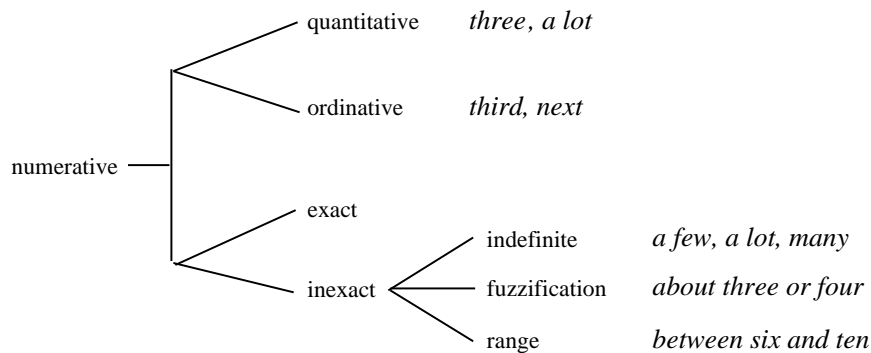 quantitative three, a lot
ordinative third, next
numerative
exact
indefinite a few, a lot, many
inexact fuzzification about three or four
range between six and ten